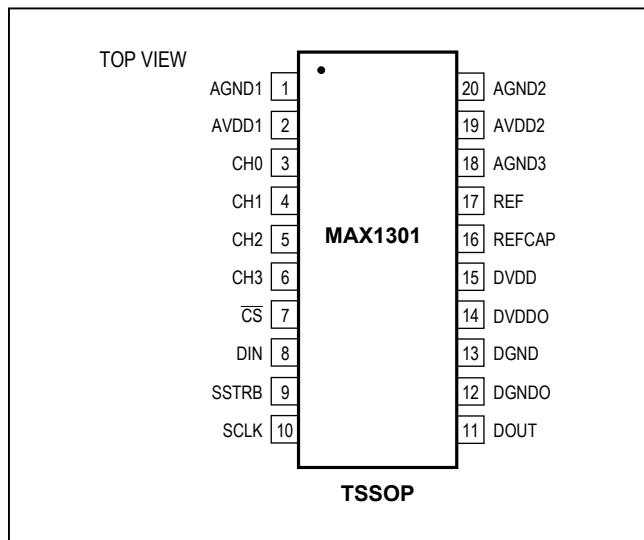 TOP VIEW
AGND1 1 20 AGND2
AVDD1 2 19 AVDD2
CH0 3 18 AGND3
CH1 4 17 REF
CH2 5 MAX1301 16 REFCAP
CH3 6 15 DVDD
CS 7 14 DVDDO
DIN 8 13 DGND
SSTRB 9 12 DGNDO
SCLK 10 11 DOUT
TSSOP